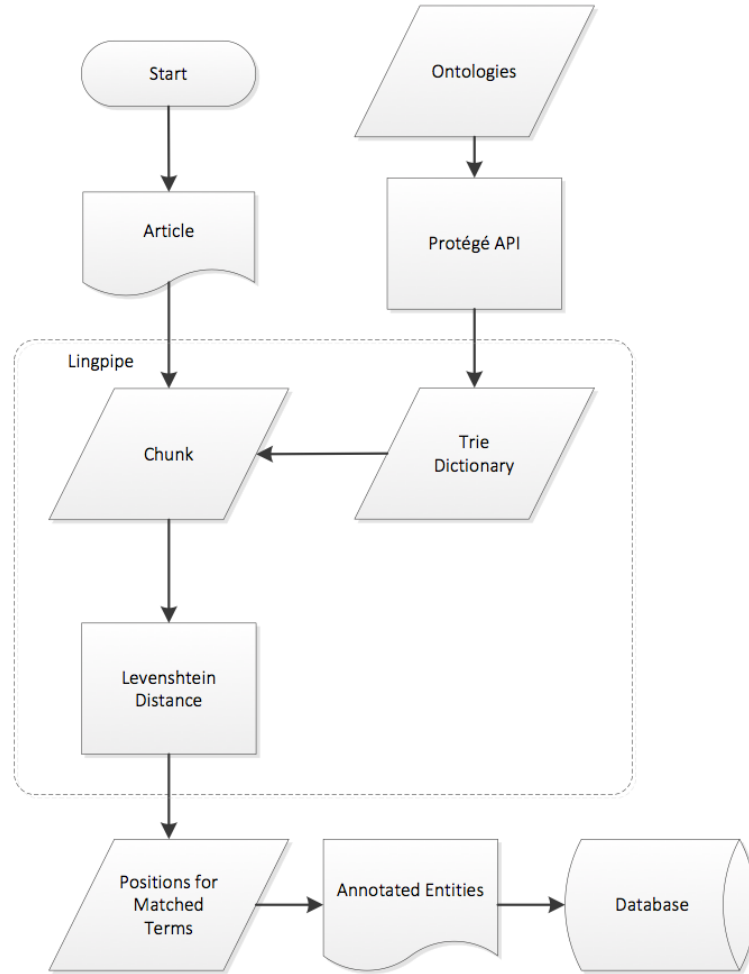 Start
Ontologies
Article
Protégé API
Lingpipe
Chunk
Trie
Dictionary
Levenshtein
Distance
Positions for
Matched
Terms
Annotated Entities
Database